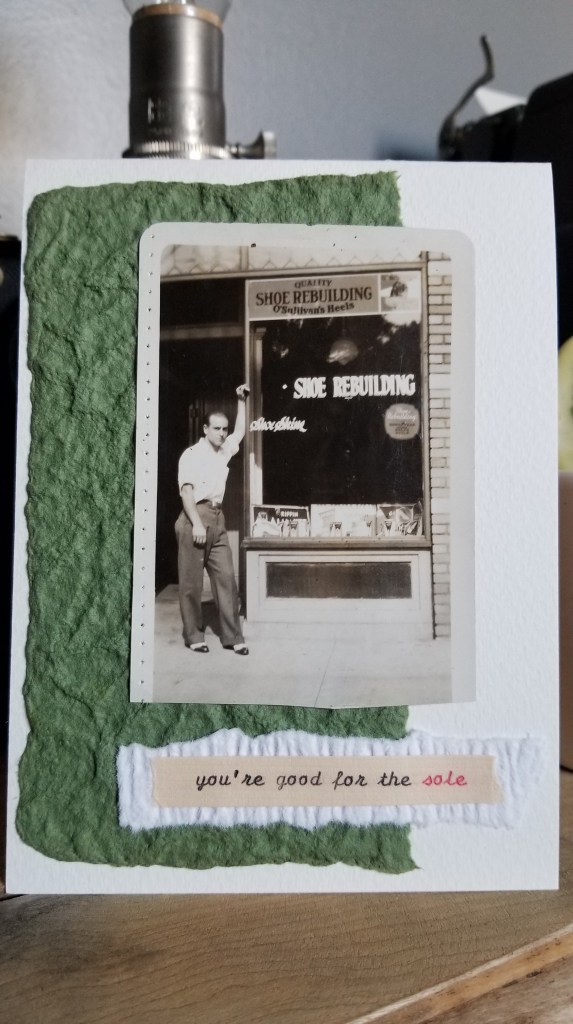 QUALITY
SHOE REBUILDING
O'Sullivan's Heels
SHOE REBUILDING
Shoe Shine
you're good for the sole